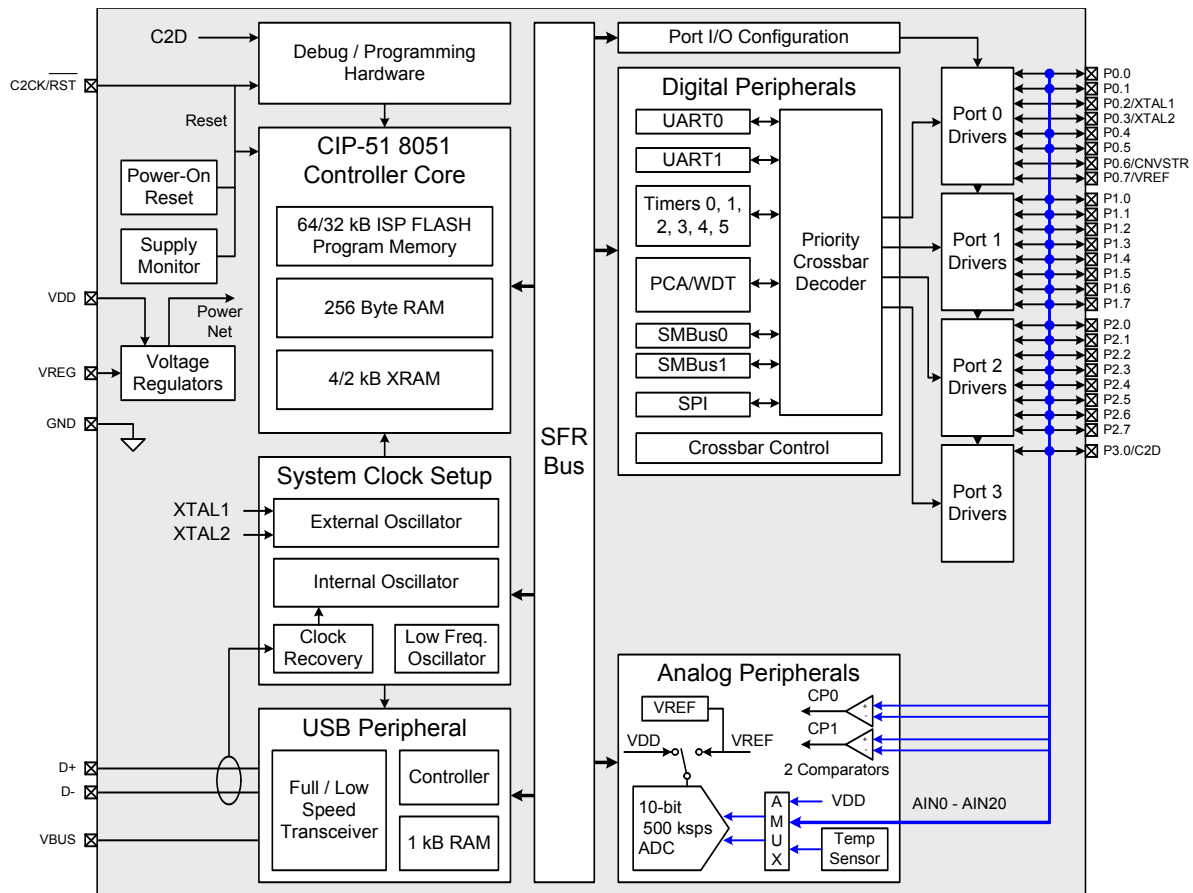 C2D
C2CK/RST
Reset
Power-On
Reset
Supply
Monitor
VDD
Power
Net
VREG
Voltage
Regulators
GND
Debug / Programming
Hardware
CIP-51 8051
Controller Core
64/32 kB ISP FLASH
Program Memory
256 Byte RAM
4/2 kB XRAM
System Clock Setup
XTAL1
XTAL2
External Oscillator
Internal Oscillator
Clock
Recovery
Low Freq.
Oscillator
USB Peripheral
D+
D-
VBUS
Full / Low
Speed
Transceiver
Controller
1 kB RAM
SFR
Bus
Port I/O Configuration
Digital Peripherals
UART0
UART1
Timers 0, 1,
2, 3, 4, 5
PCA/WDT
SMBus0
SMBus1
SPI
Priority
Crossbar
Decoder
Crossbar Control
Port 0
Drivers
Port 1
Drivers
Port 2
Drivers
Port 3
Drivers
P0.0
P0.1
P0.2/XTAL1
P0.3/XTAL2
P0.4
P0.5
P0.6/CNVSTR
P0.7/VREF
P1.0
P1.1
P1.2
P1.3
P1.4
P1.5
P1.6
P1.7
P2.0
P2.1
P2.2
P2.3
P2.4
P2.5
P2.6
P2.7
P3.0/C2D
Analog Peripherals
VREF
VDD
VREF
CP0
+
-
CP1
+
-
2 Comparators
10-bit
500 ksps
ADC
A
M
U
X
VDD
AIN0 - AIN20
Temp
Sensor